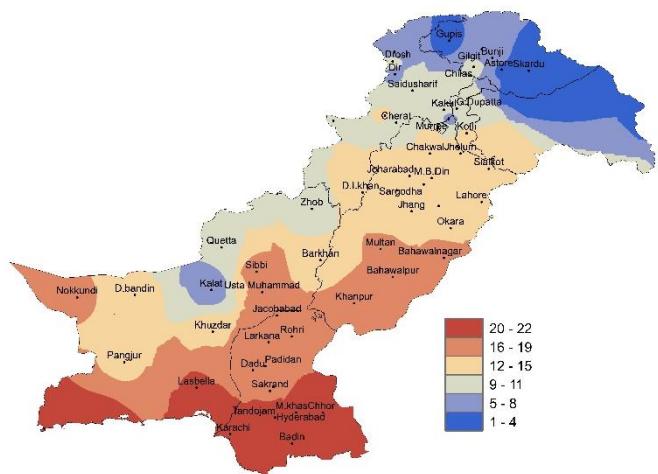 Gupis
Drosh
Gilgit
Bunji
Dir
Astore
Skardu
Chilas
Saidusharif
Kakul
G.Dupatta
Cherat
Murree
Kotli
Chakwal
Jhelum
Sialkot
Joharabad
M.B.Din
D.I.khan
Sargodha
Lahore
Zhob
Jhang
Okara
Quetta
Multan
Barkhan
Bahawalnagar
Sibbi
Bahawalpur
Nokkundi
D.bandin
Kalat
Usta Muhammad
Khanpur
Jacobabad
Khuzdar
Rohri
Larkana
Pangjur
Dadu
Padidan
Lasbella
Sakrand
Tandojam
M.khas
Chhor
Hyderabad
Karachi
Badin
20 - 22
16 - 19
12 - 15
9 - 11
5 - 8
1 - 4